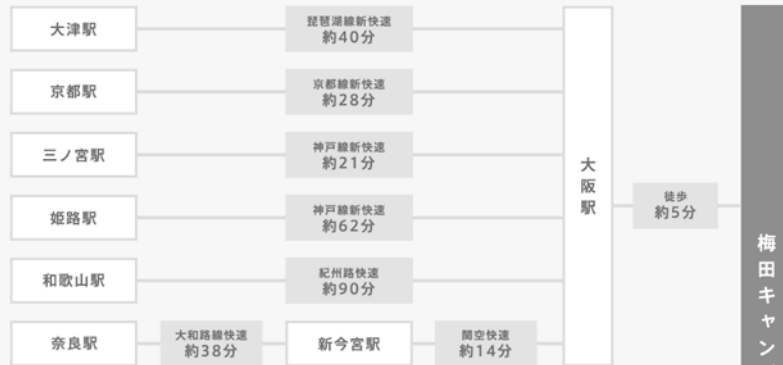 大津駅
琵琶湖線新快速
約40分
京都駅
京都線新快速
約28分
三ノ宮駅
神戸線新快速
約21分
姫路駅
神戸線新快速
約62分
和歌山駅
紀州路快速
約90分
奈良駅
大和路線快速
約38分
新今宮駅
関空快速
約14分
大阪駅
徒歩
約5分
梅田キャン